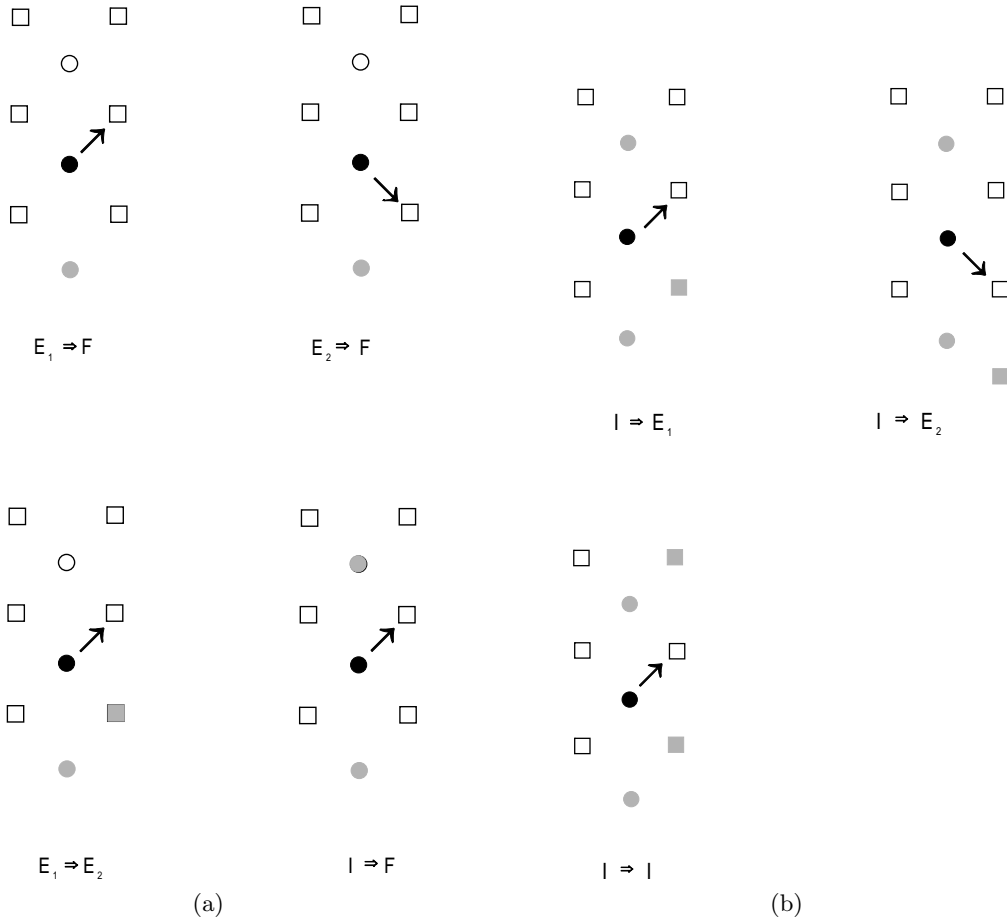 E₁ ⇒ F
E₂ ⇒ F
I ⇒ E₁
I ⇒ E₂
E₁ ⇒ E₂
I ⇒ F
I ⇒ I
(a)
(b)